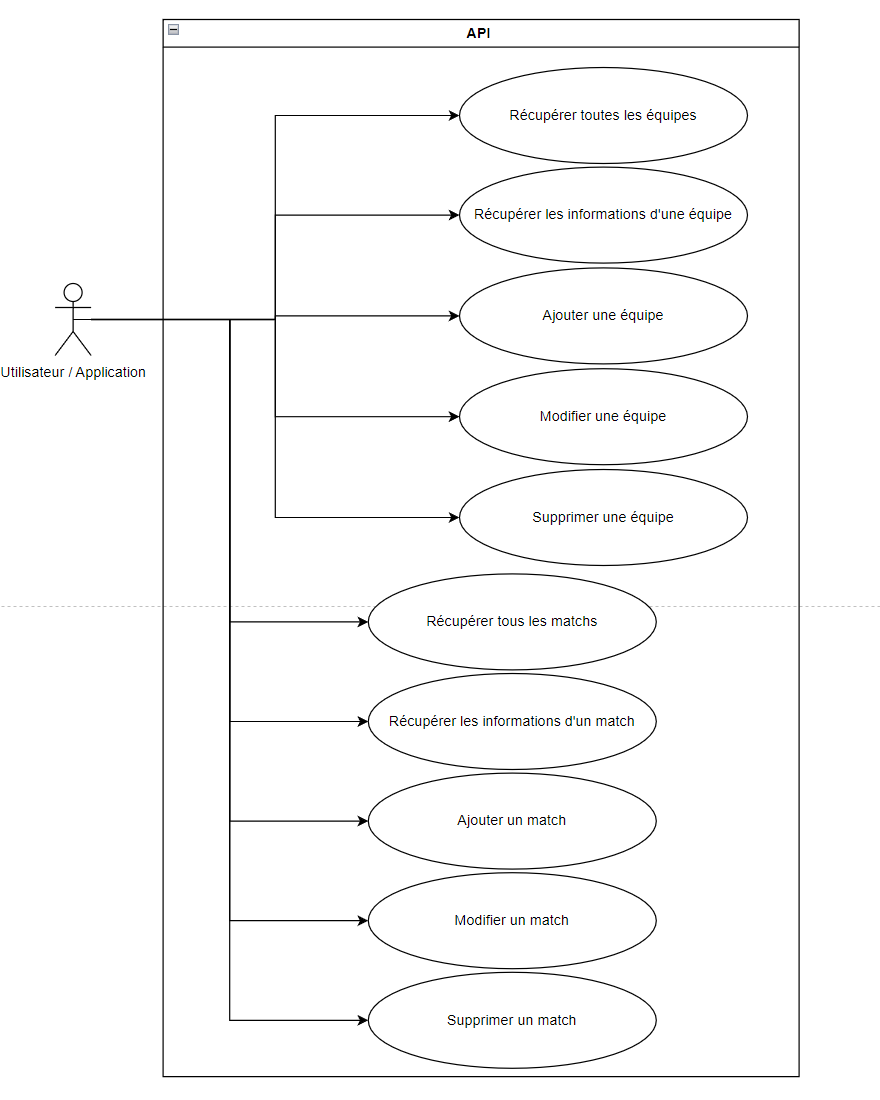 API
Récupérer toutes les équipes
Récupérer les informations d'une équipe
Ajouter une équipe
Utilisateur / Application
Modifier une équipe
Supprimer une équipe
Récupérer tous les matchs
Récupérer les informations d'un match
Ajouter un match
Modifier un match
Supprimer un match